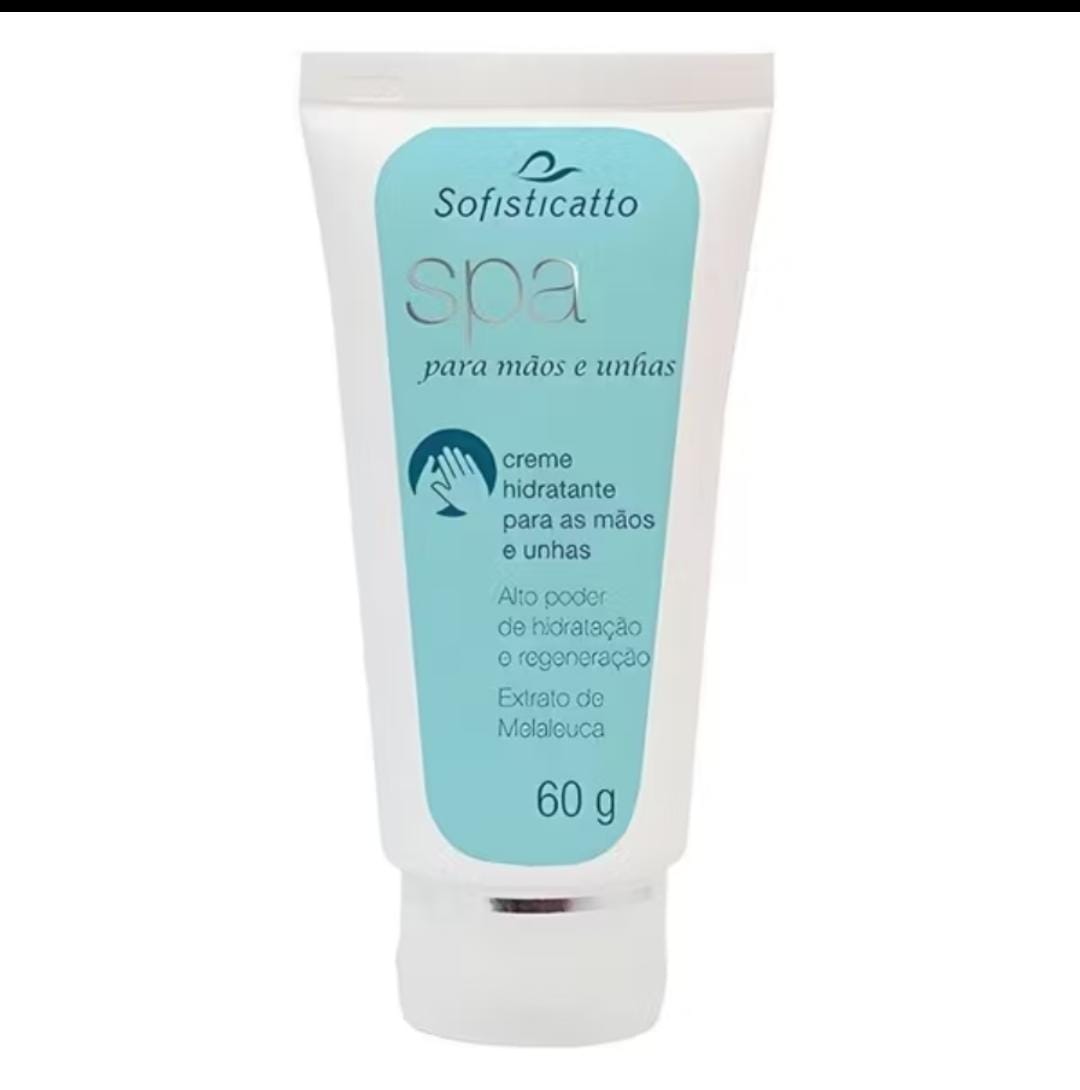 Sofisticatto
spa
para mãos e unhas
creme
hidratante
para as mãos
e unhas
Alto poder
de hidratação
e regeneração
Extrato de
Melaleuca
60 g